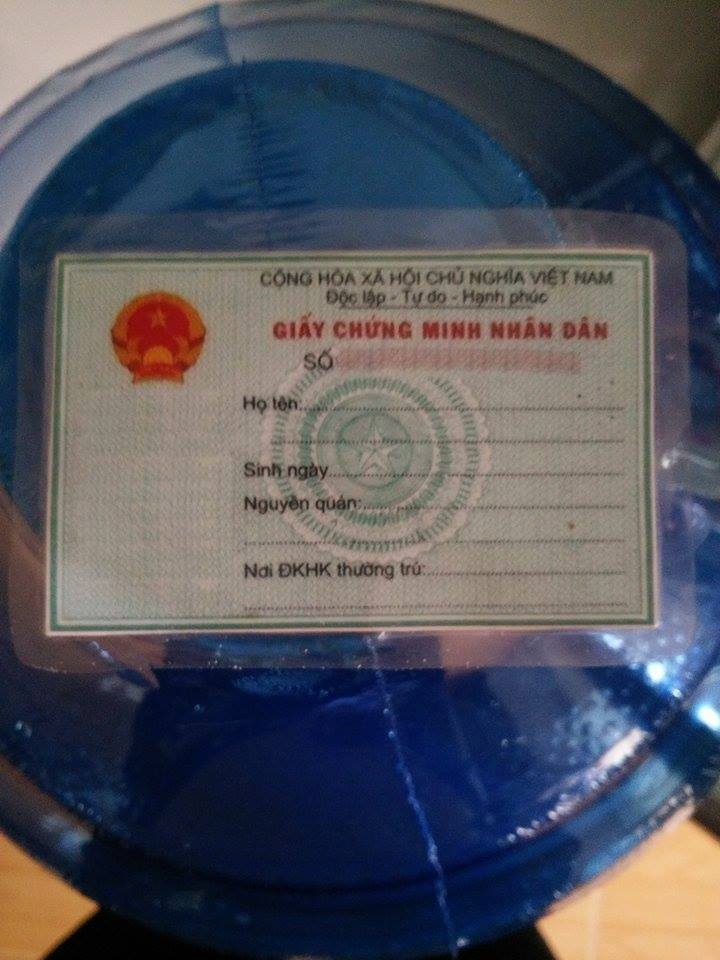 CỘNG HÒA XÃ HỘI CHỦ NGHĨA VIỆT NAM
Độc lập - Tự do - Hạnh phúc
GIẤY CHỨNG MINH NHÂN DÂN
SỐ
Họ tên:
Sinh ngày
Nguyên quán:
Nơi ĐKHK thường trú: